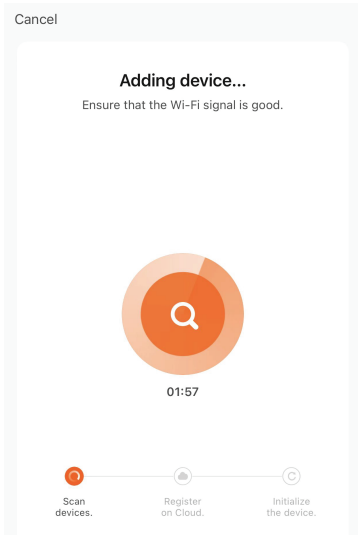 Cancel
Adding device...
Ensure that the Wi-Fi signal is good.
01:57
Scan
devices.
Register
on Cloud.
Initialize
the device.